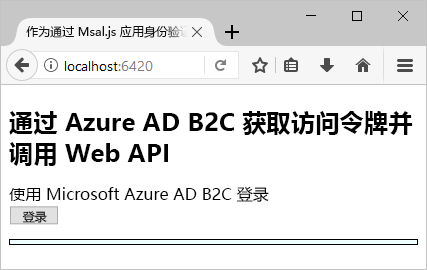 作为通过 Msal.js 应用身份验证
localhost:6420
通过 Azure AD B2C 获取访问令牌并
调用 Web API
使用 Microsoft Azure AD B2C 登录
登录